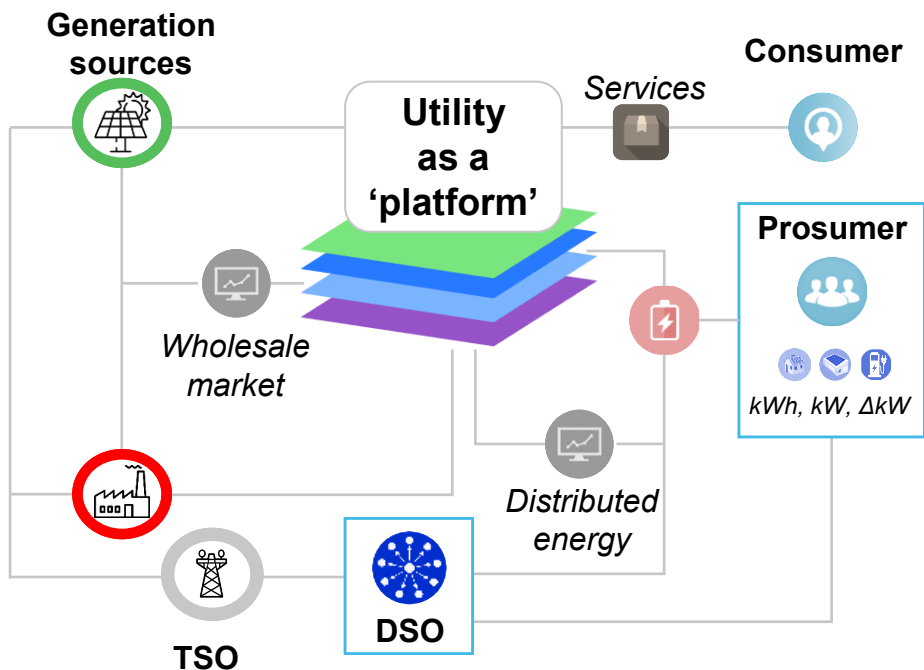 Generation
sources
Utility
as a
‘platform’
Services
Consumer
Prosumer
kWh, kW, ΔkW
Wholesale
market
Distributed
energy
DSO
TSO